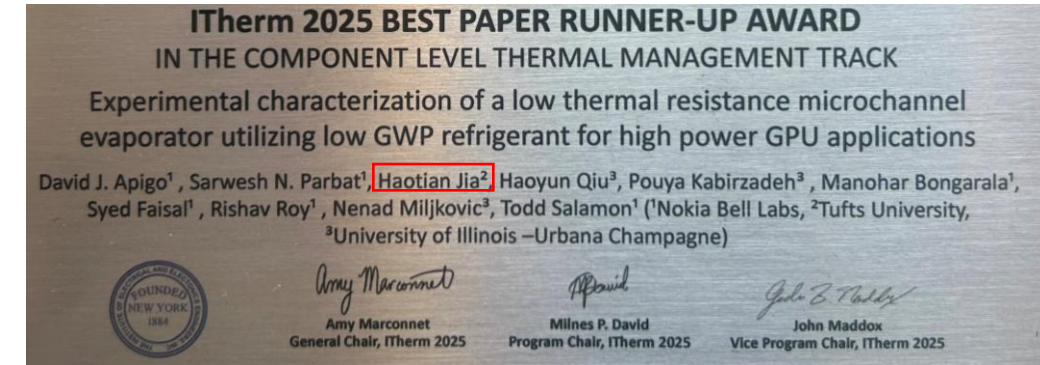 ITherm 2025 BEST PAPER RUNNER-UP AWARD
IN THE COMPONENT LEVEL THERMAL MANAGEMENT TRACK
Experimental characterization of a low thermal resistance microchannel
evaporator utilizing low GWP refrigerant for high power GPU applications
David J. Apigo¹ , Sarwesh N. Parbat¹, Haotian Jia², Haoyun Qiu³, Pouya Kabirzadeh³ , Manohar Bongarala¹,
Syed Faisal¹ , Rishav Roy¹ , Nenad Miljkovic³, Todd Salamon¹ (¹Nokia Bell Labs, ²Tufts University,
³University of Illinois –Urbana Champagne)
FOUNDED
NEW YORK
1884
Amy Marconnet
Amy Marconnet
General Chair, ITherm 2025
Milnes P. David
Program Chair, ITherm 2025
John Maddox
Vice Program Chair, ITherm 2025